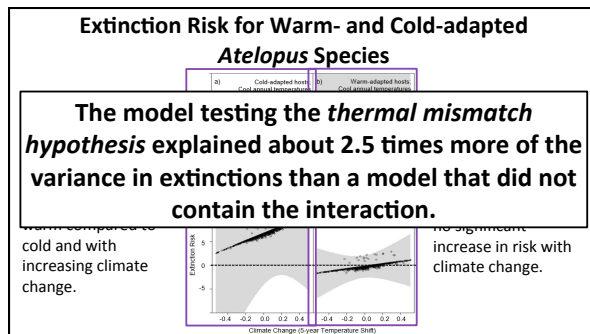 Extinction Risk for Warm- and Cold-adapted
Atelopus Species
a)
Cold-adapted hosts:
Cool annual temperatures
b)
Warm-adapted hosts:
Cool annual temperatures
The model testing the thermal mismatch
hypothesis explained about 2.5 times more of the
variance in extinctions than a model that did not
contain the interaction.
warm compared to
cold and with
increasing climate
change.
no significant
increase in risk with
climate change.
Extinction Risk
5
0
-5
-0.4 -0.2 0.0 0.2 0.4
-0.4 -0.2 0.0 0.2 0.4
Climate Change (5-year Temperature Shift)